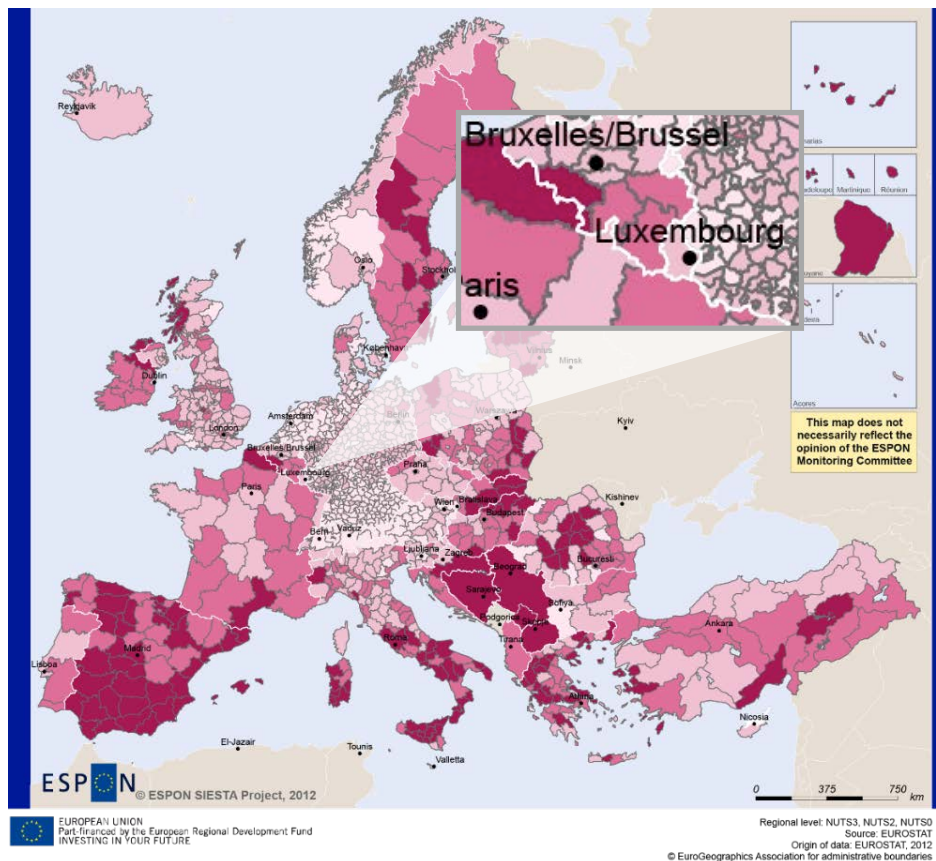 Reykjavik
Bruxelles/Brussel
Luxembourg
aris
Martinique
Réunion
Oslo
København
Vilnius
Minsk
Dublin
Acores
London
Amsterdam
Berlin
Bruxelles/Brussel
Luxembourg
Paris
Praha
Kyiv
This map does not
necessarily reflect the
opinion of the ESPON
Monitoring Committee
Wien
Bratislava
Kishinev
Budapest
Bern
Vaduz
Ljubljana
Zagreb
Beograd
Bucuresti
Sarajevo
Sofiya
Podgorica
Skopje
Ankara
Roma
Tirana
Madrid
Lisboa
Athina
Nicosia
El-Jazair
Tounis
Valletta
ESPON
© ESPON SIESTA Project, 2012
0 375 750
km
EUROPEAN UNION
Part-financed by the European Regional Development Fund
INVESTING IN YOUR FUTURE
Regional level: NUTS3, NUTS2, NUTS0
Source: EUROSTAT
Origin of data: EUROSTAT, 2012
© EuroGeographics Association for administrative boundaries